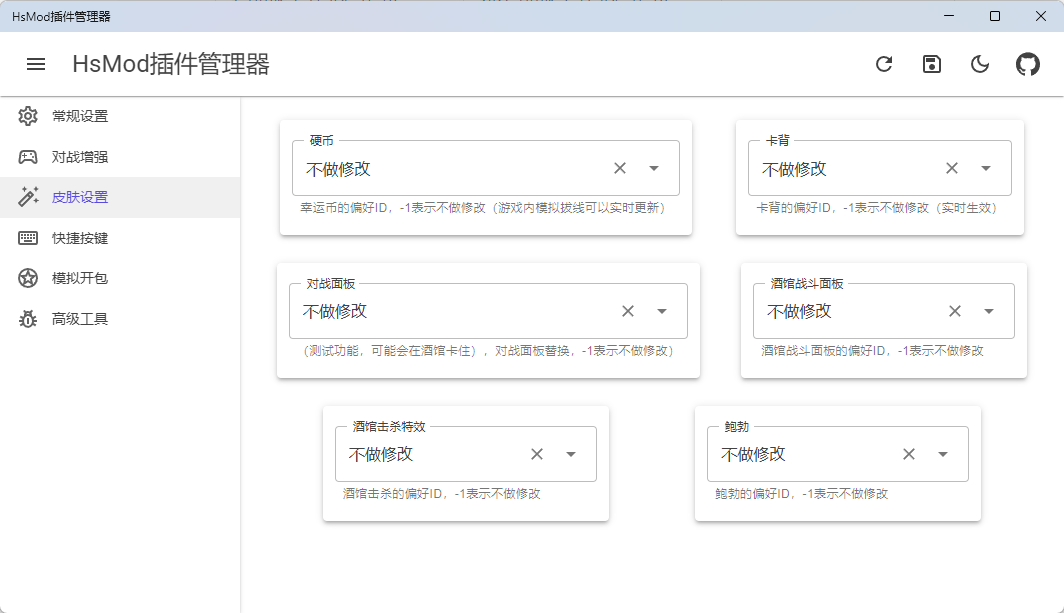 HsMod插件管理器
HsMod插件管理器
常规设置
对战增强
皮肤设置
快捷按键
模拟开包
高级工具
硬币
不做修改
幸运币的偏好ID，-1表示不做修改（游戏内模拟拔线可以实时更新）
卡背
不做修改
卡背的偏好ID，-1表示不做修改（实时生效）
对战面板
不做修改
（测试功能，可能会在酒馆卡住），对战面板替换，-1表示不做修改）
酒馆战斗面板
不做修改
酒馆战斗面板的偏好ID，-1表示不做修改
酒馆击杀特效
不做修改
酒馆击杀的偏好ID，-1表示不做修改
鲍勃
不做修改
鲍勃的偏好ID，-1表示不做修改